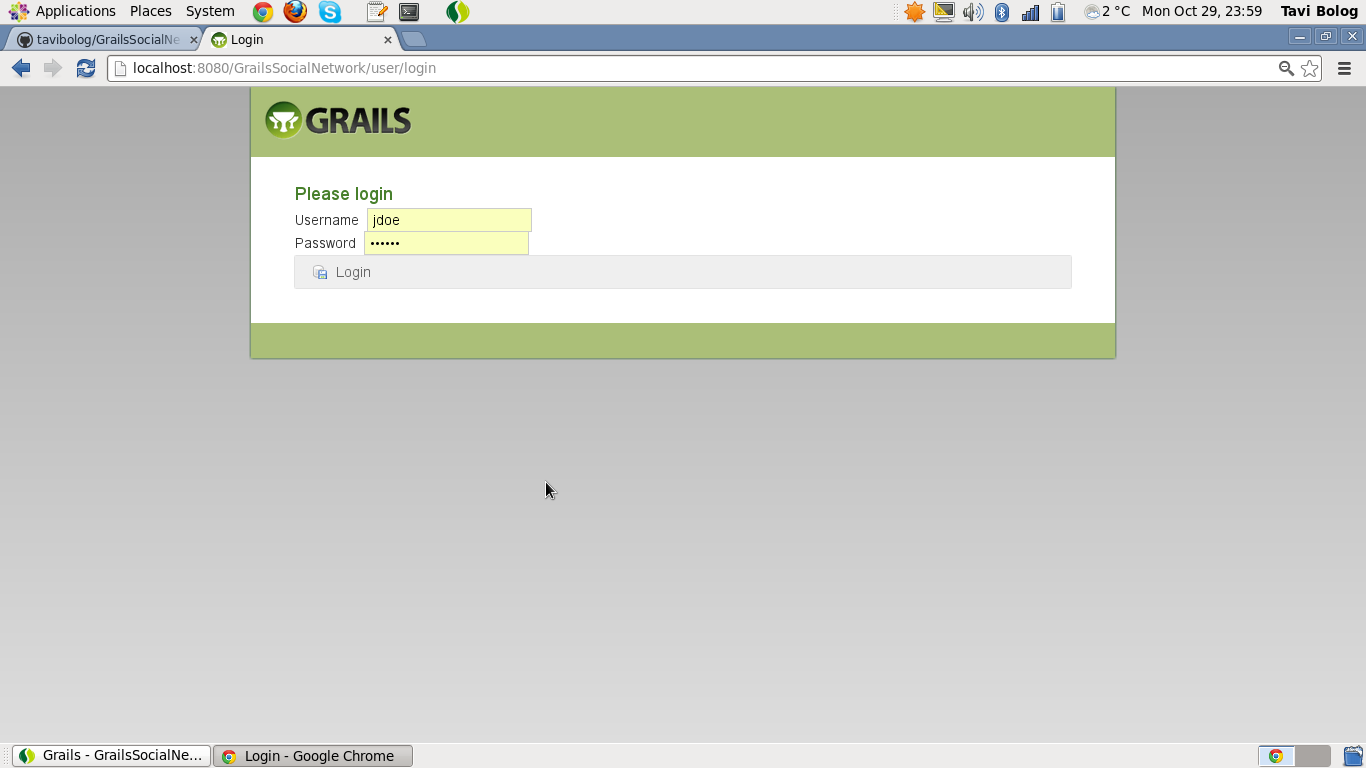 Applications Places System 2 °C Mon Oct 29, 23:59 Tavi Bolog
tavibolog/GrailsSocialNe Login
localhost:8080/GrailsSocialNetwork/user/login
GRAILS
Please login
Username jdoe
Password ••••••
Login
Grails - GrailsSocialNe... Login - Google Chrome